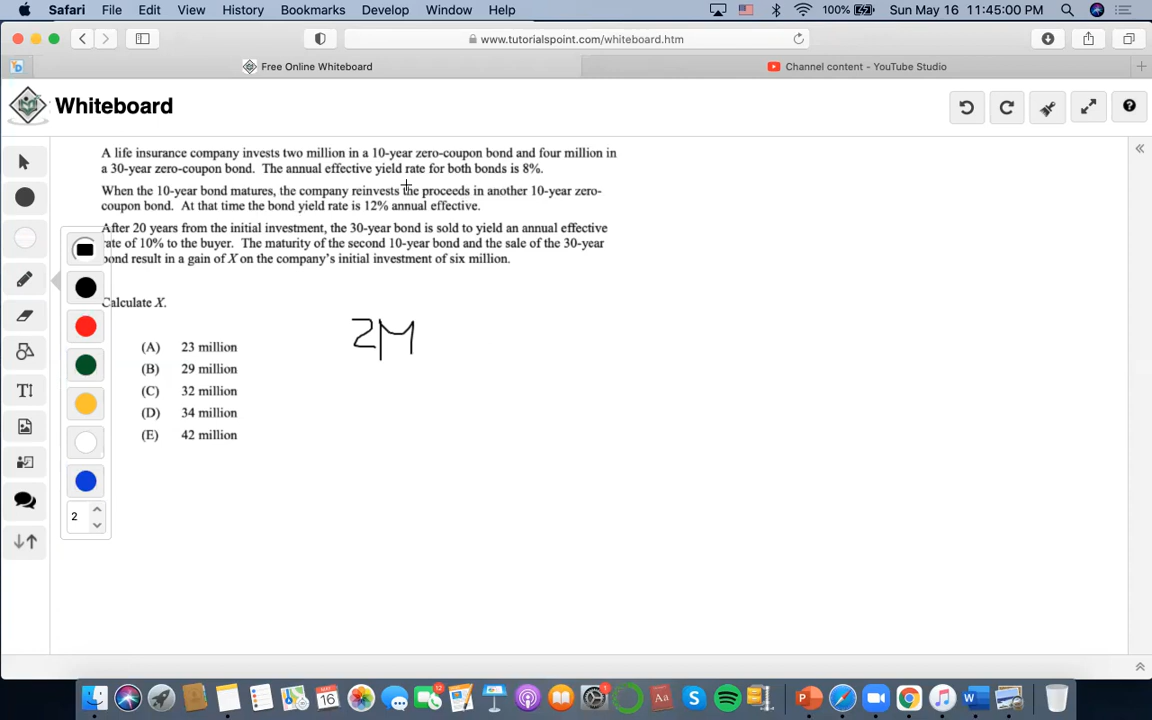 Safari File Edit View History Bookmarks Develop Window Help 100% Sun May 16 11:45:00 PM
www.tutorialspoint.com/whiteboard.htm
Free Online Whiteboard Channel content - YouTube Studio
Whiteboard
A life insurance company invests two million in a 10-year zero-coupon bond and four million in
a 30-year zero-coupon bond. The annual effective yield rate for both bonds is 8%.
When the 10-year bond matures, the company reinvests the proceeds in another 10-year zero-
coupon bond. At that time the bond yield rate is 12% annual effective.
After 20 years from the initial investment, the 30-year bond is sold to yield an annual effective
rate of 10% to the buyer. The maturity of the second 10-year bond and the sale of the 30-year
bond result in a gain of X on the company's initial investment of six million.
Calculate X.
2M
(A) 23 million
(B) 29 million
(C) 32 million
(D) 34 million
(E) 42 million
2